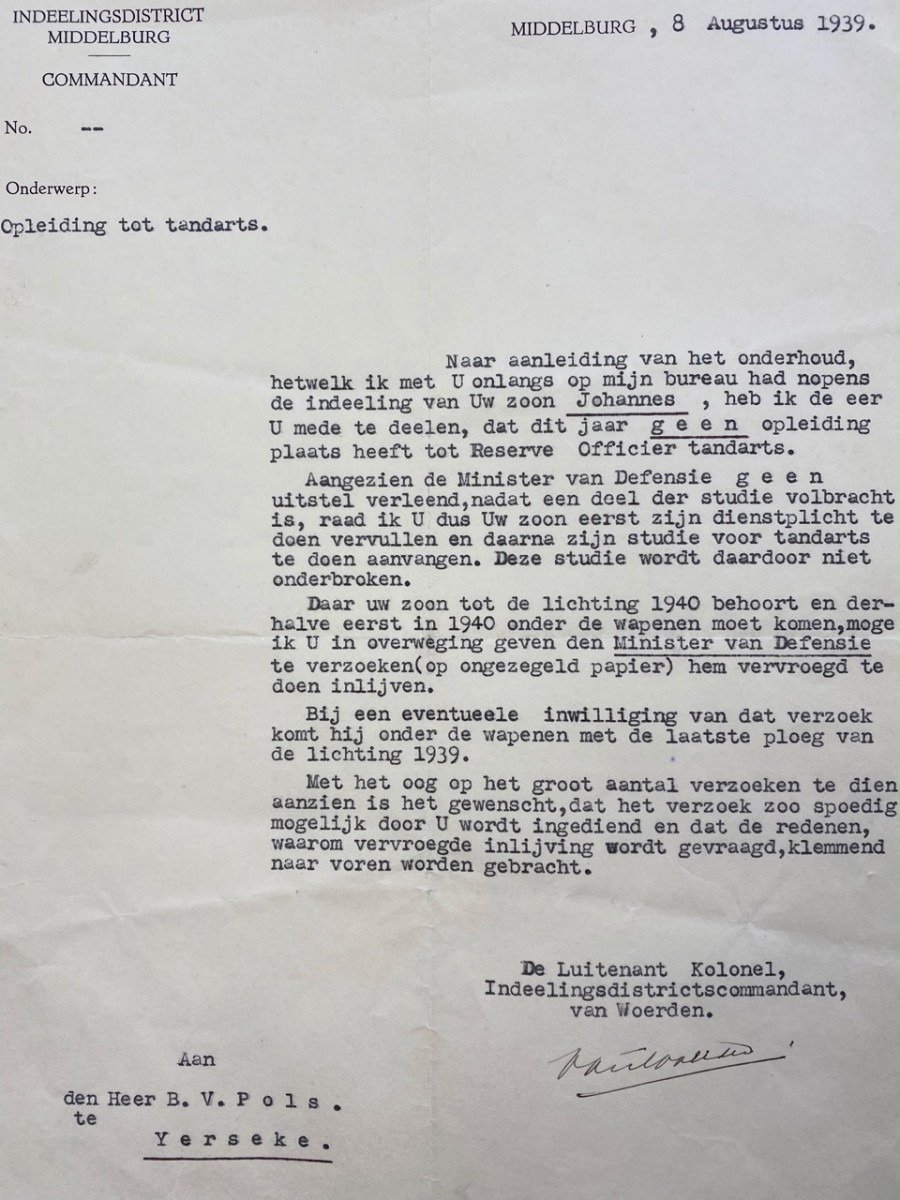 INDEELINGSDISTRICT
MIDDELBURG
COMMANDANT
MIDDELBURG , 8 Augustus 1939.
No. --
Onderwerp:
Opleiding tot tandarts.
Naar aanleiding van het onderhoud,
hetwelk ik met U onlangs op mijn bureau had nopens
de indeeling van Uw zoon Johannes , heb ik de eer
U mede te deelen, dat dit jaar g e e n opleiding
plaats heeft tot Reserve Officier tandarts.
Aangezien de Minister van Defensie g e e n
uitstel verleend,nadat een deel der studie volbracht
is, raad ik U dus Uw zoon eerst zijn dienstplicht te
doen vervullen en daarna zijn studie voor tandarts
te doen aanvangen. Deze studie wordt daardoor niet
onderbroken.
Daar uw zoon tot de lichting 1940 behoort en der-
halve eerst in 1940 onder de wapenen moet komen,moge
ik U in overweging geven den Minister van Defensie
te verzoeken(op ongezegeld papier) hem vervroegd te
doen inlijven.
Bij een eventueele inwilliging van dat verzoek
komt hij onder de wapenen met de laatste ploeg van
de lichting 1939.
Met het oog op het groot aantal verzoeken te dien
aanzien is het gewenscht,dat het verzoek zoo spoedig
mogelijk door U wordt ingediend en dat de redenen,
waarom vervroegde inlijving wordt gevraagd,klemmend
naar voren worden gebracht.
De Luitenant Kolonel,
Indeelingsdistrictscommandant,
van Woerden.
van Woerden
Aan
den Heer B. V. P o l s .
te
Y e r s e k e .